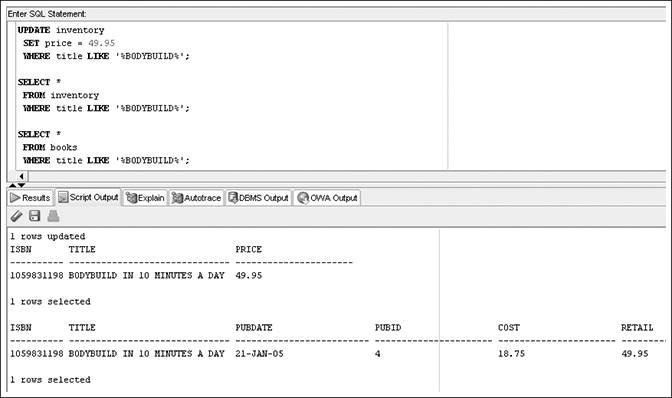 Enter SQL Statement:
UPDATE inventory
SET price = 49.95
WHERE title LIKE '%BODYBUILD%';
SELECT *
FROM inventory
WHERE title LIKE '%BODYBUILD%';
SELECT *
FROM books
WHERE title LIKE '%BODYBUILD%';
Results Script Output Explain Autotrace DBMS Output OWA Output
1 rows updated
ISBN TITLE PRICE
---------- ------------------------------ ----------------------
1059831198 BODYBUILD IN 10 MINUTES A DAY 49.95
1 rows selected
ISBN TITLE PUBDATE PUBID COST RETAIL
---------- ------------------------------ ------------------------- ---------------------- ---------------------- ----------
1059831198 BODYBUILD IN 10 MINUTES A DAY 21-JAN-05 4 18.75 49.95
1 rows selected